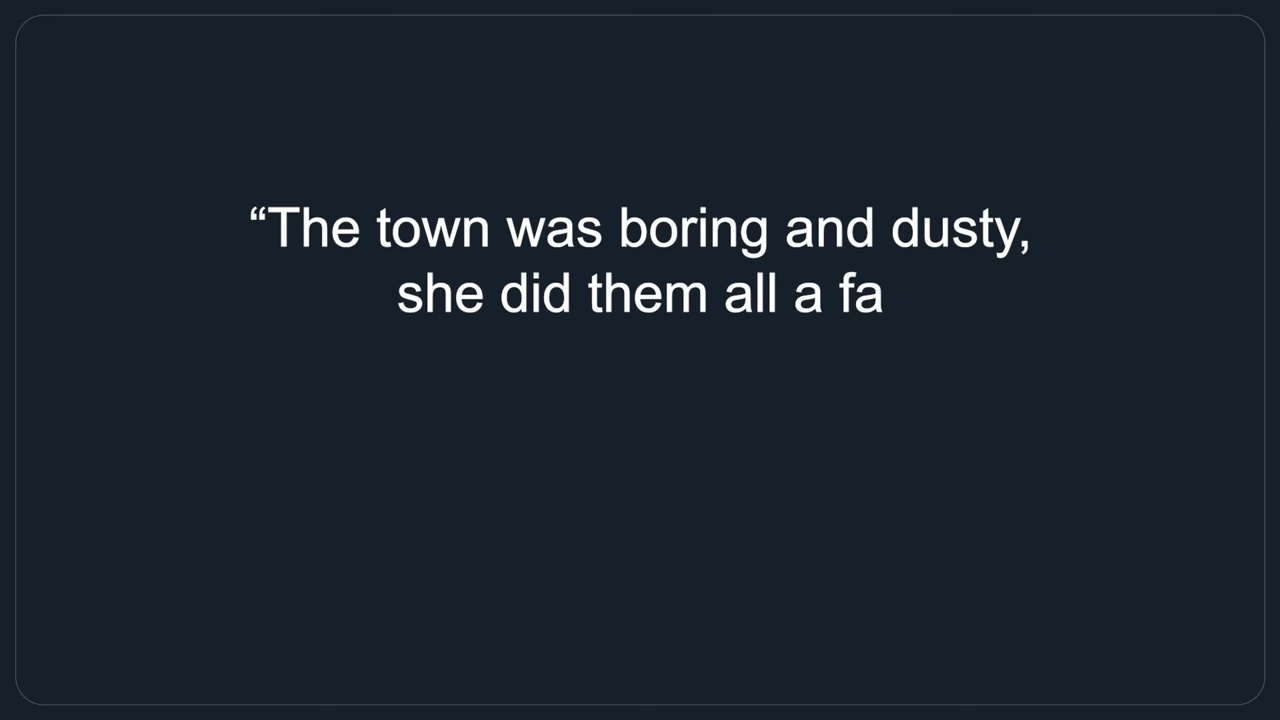 “The town was boring and dusty,
she did them all a fa